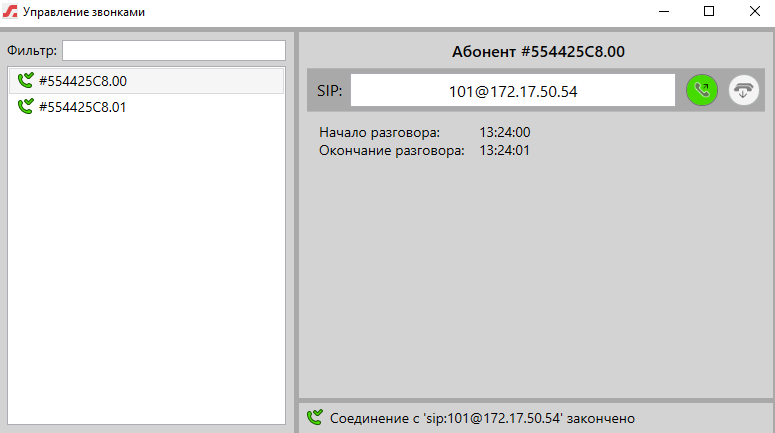 Управление звонками
Фильтр:
#554425C8.00
#554425C8.01
Абонент #554425C8.00
SIP: 101@172.17.50.54
Начало разговора: 13:24:00
Окончание разговора: 13:24:01
Соединение с 'sip:101@172.17.50.54' закончено